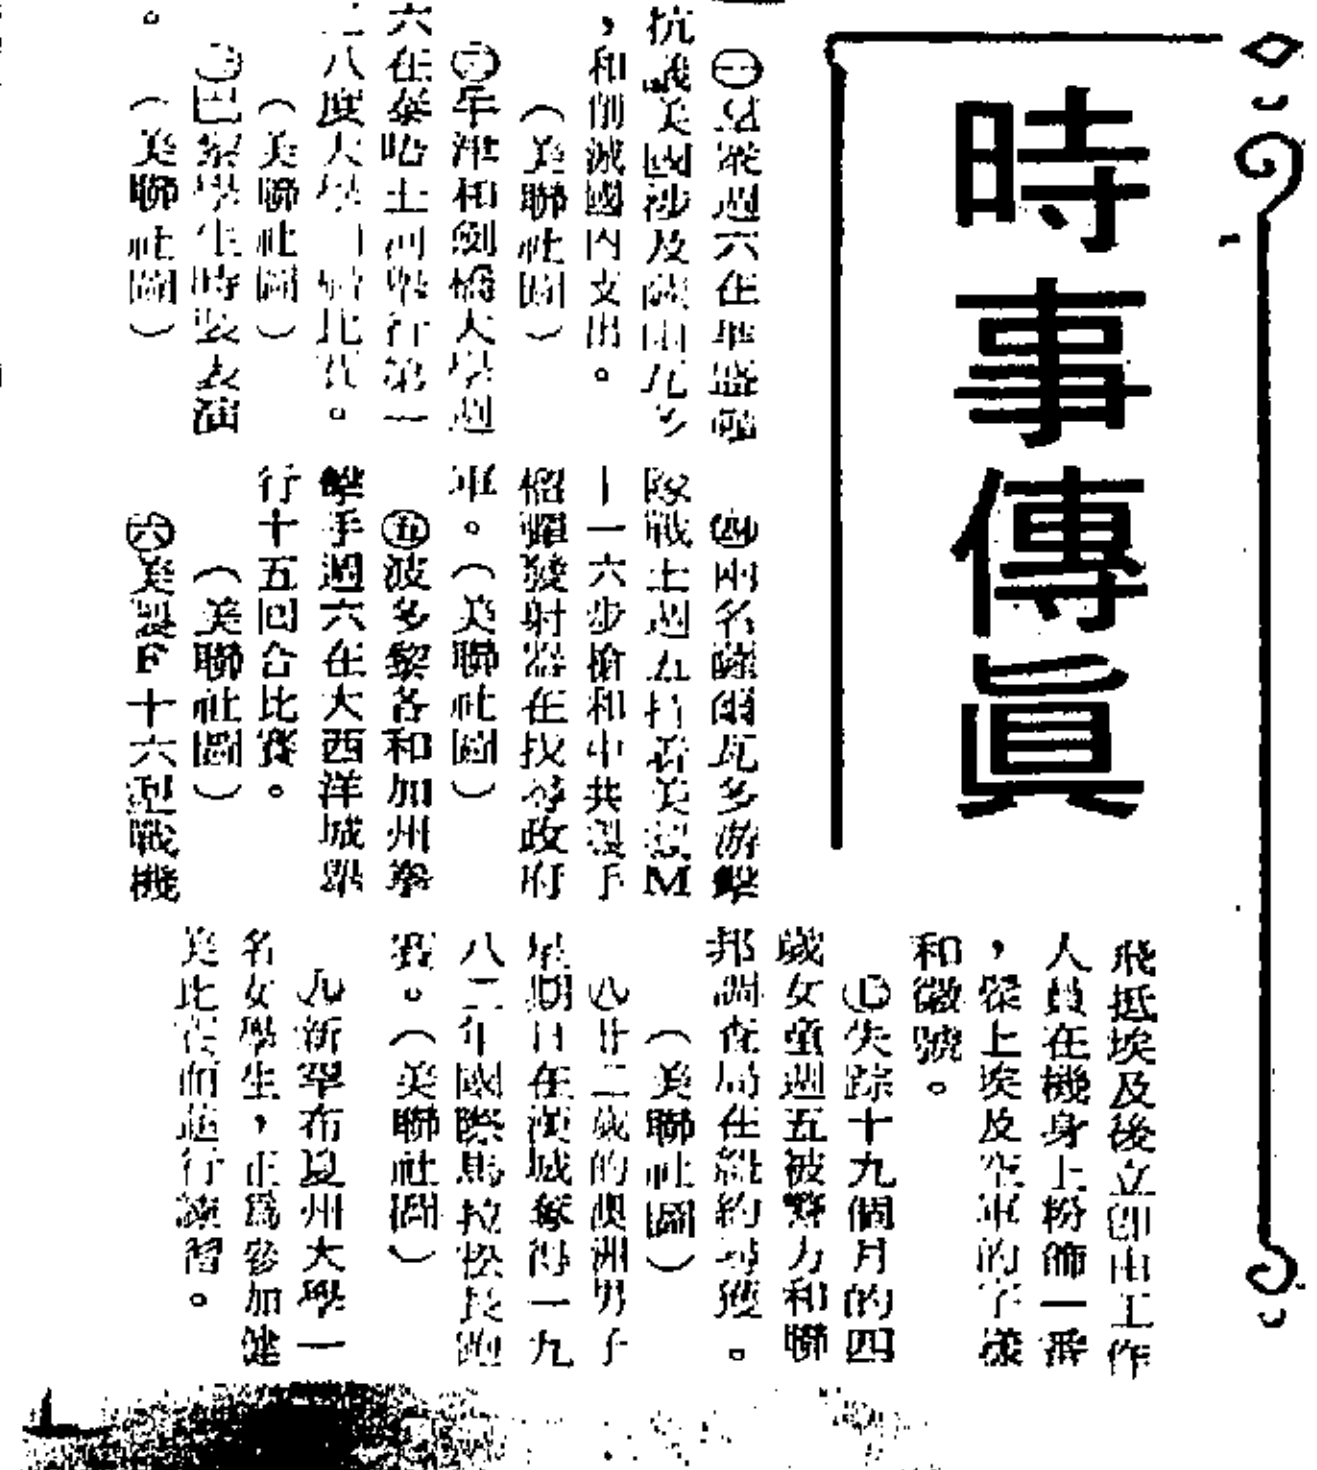 時事傳眞
㊀羣衆週六在華盛頓
抗議美國涉及薩爾瓦多
，和削減國內支出。
（美聯社圖）
㊁牛津和劍橋大學週
六在泰晤士河舉行第一
二八度大學 船比賽。
（美聯社圖）
㊂巴黎學生時裝表演
。（美聯社圖）
㊃兩名薩爾瓦多游擊
隊戰士週五持着美製M
十一六步槍和中共製手
榴彈發射器在找尋政府
軍。（美聯社圖）
㊄波多黎各和加州拳
擊手週六在大西洋城舉
行十五回合比賽。
（美聯社圖）
㊅美製F十六型戰機
飛抵埃及後立卽由工作
人員在機身上粉飾一番
，髹上埃及空軍的字樣
和徽號。
㊆失踪十九個月的四
歲女童週五被警方和聯
邦調查局在紐約尋獲。
（美聯社圖）
㊇廿二歲的澳洲男子
星期日在漢城奪得一九
八二年國際馬拉松長跑
賽。（美聯社圖）
㊈新罕布夏州大學一
名女學生，正爲參加健
美比賽而進行練習。